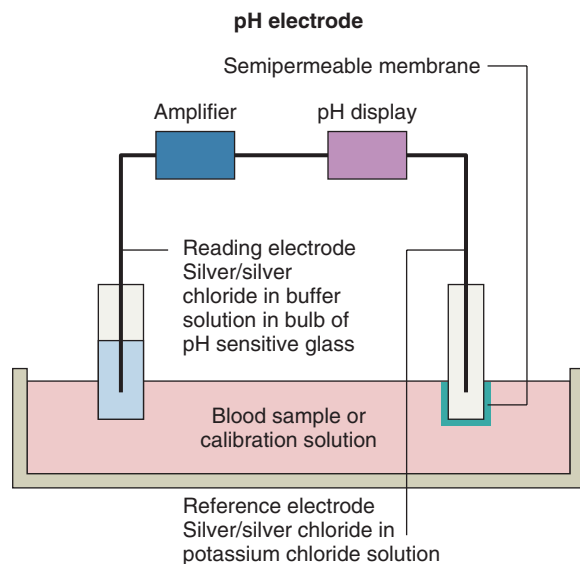 pH electrode
Semipermeable membrane
Amplifier
pH display
Reading electrode
Silver/silver
chloride in buffer
solution in bulb of
pH sensitive glass
Blood sample or
calibration solution
Reference electrode
Silver/silver chloride in
potassium chloride solution